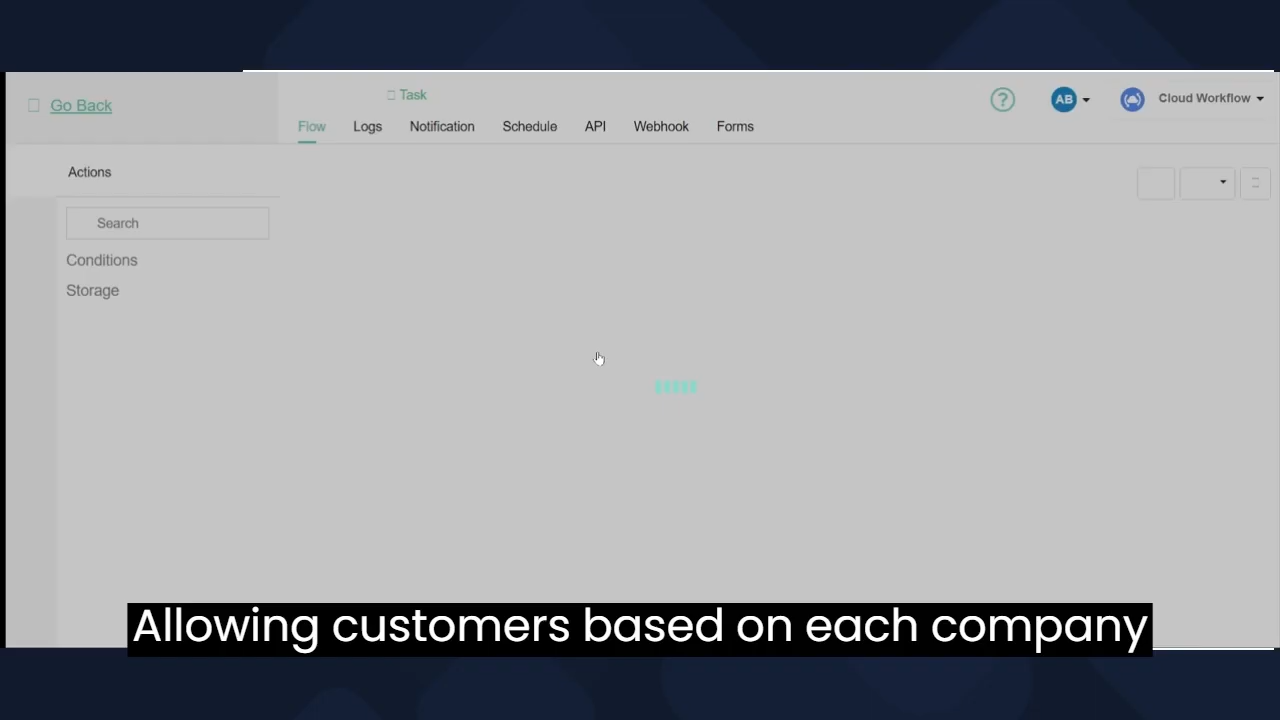 Go Back
Task
?
AB
Cloud Workflow
Flow
Logs
Notification
Schedule
API
Webhook
Forms
Actions
Search
Conditions
Storage
Allowing customers based on each company